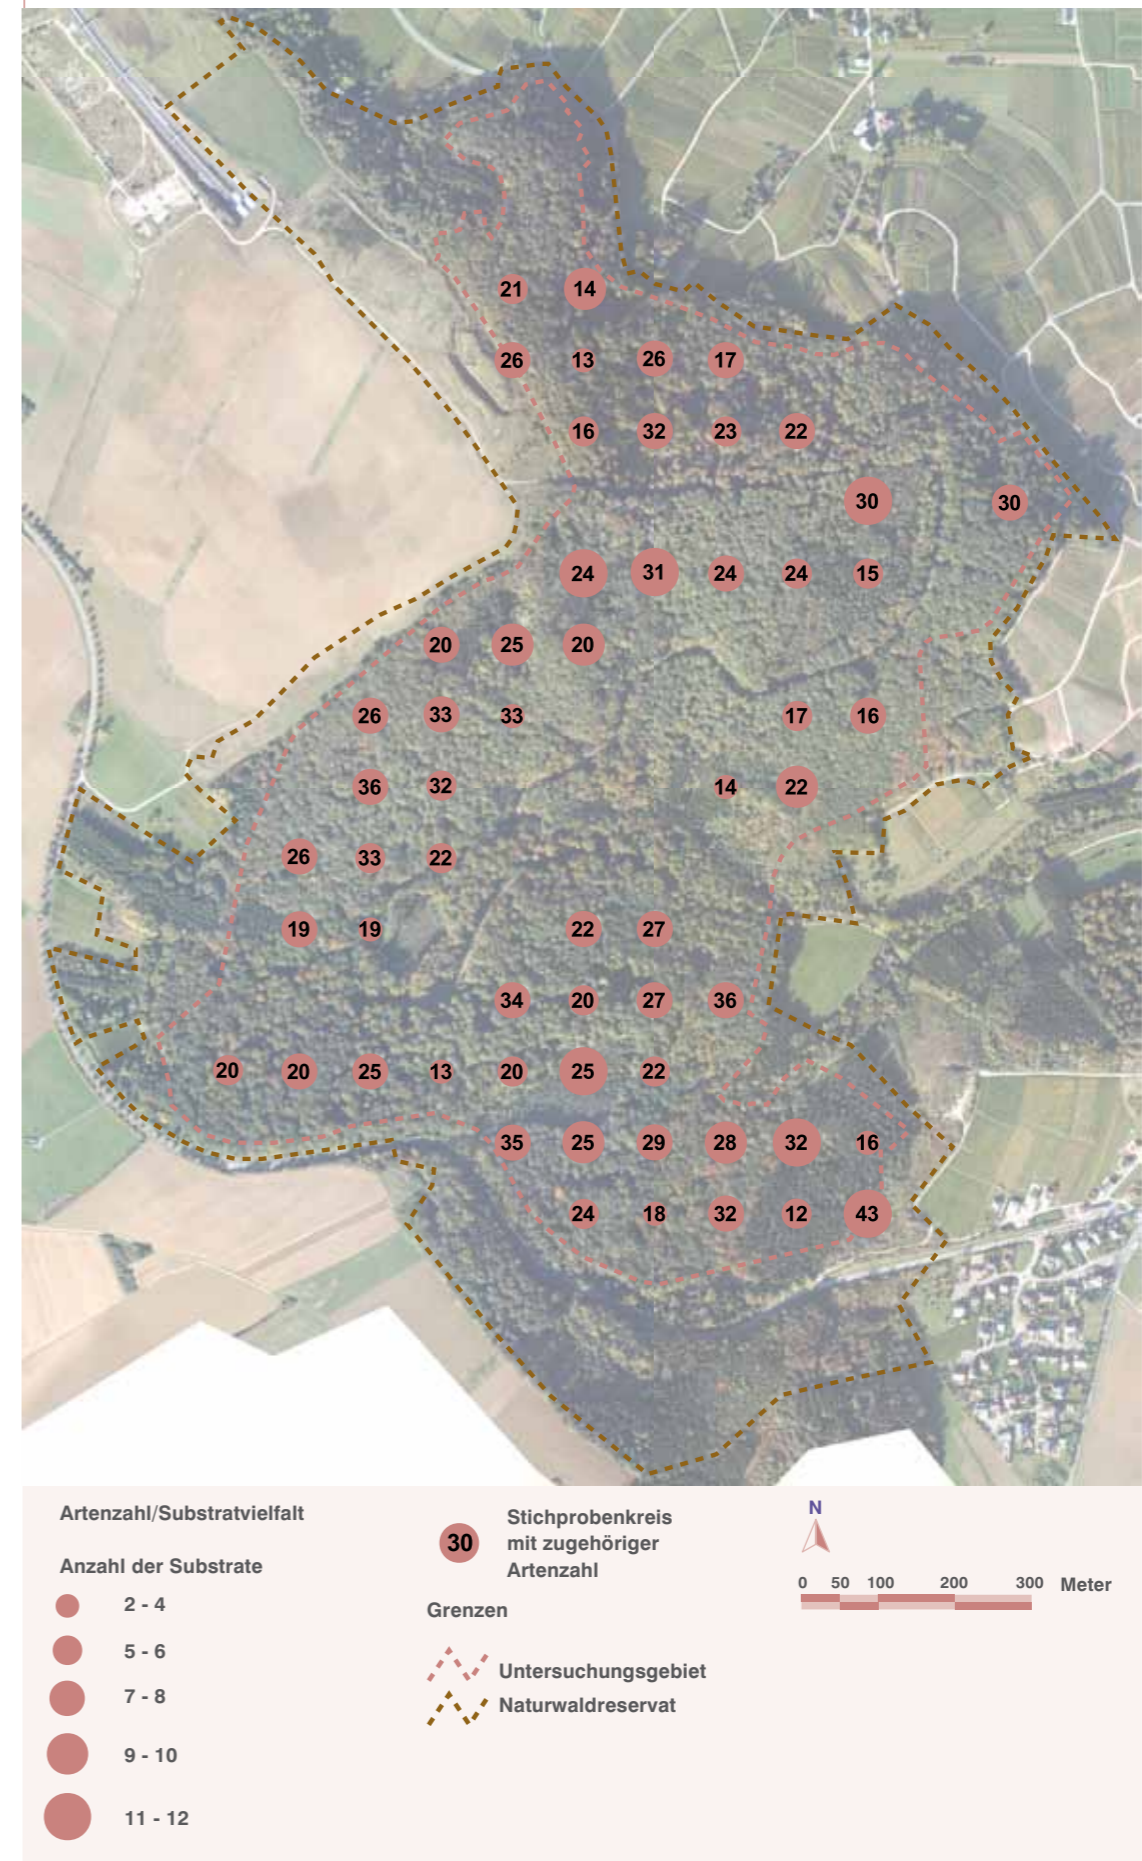 21 14
26 13 26 17
16 32 23 22
30 30
24 31 24 24 15
20 25 20
26 33 33 17 16
36 32 14 22
26 33 22
19 19 22 27
34 20 27 36
20 20 25 13 20 25 22
35 25 29 28 32 16
24 18 32 12 43
Artenzahl/Substratvielfalt
Anzahl der Substrate
2 - 4
5 - 6
7 - 8
9 - 10
11 - 12
30
Stichprobenkreis
mit zugehöriger
Artenzahl
Grenzen
Untersuchungsgebiet
Naturwaldreservat
N
0 50 100 200 300 Meter